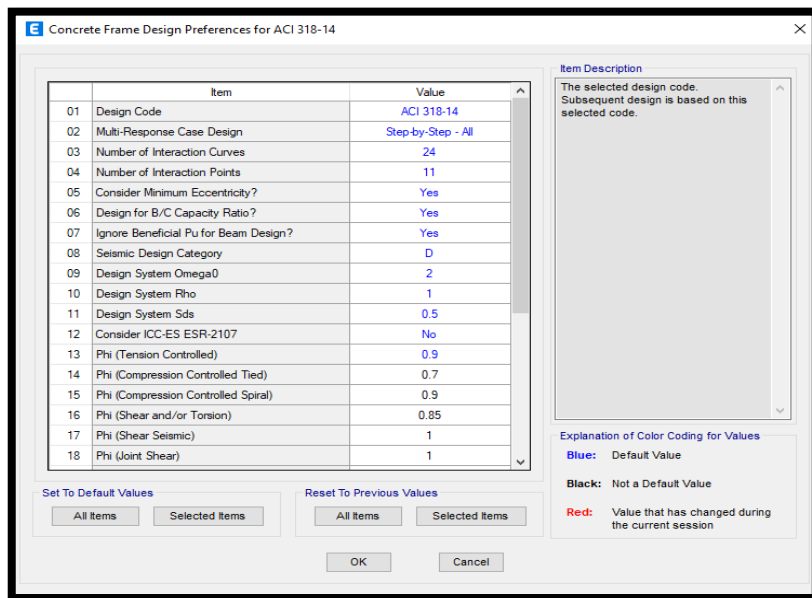 E Concrete Frame Design Preferences for ACI 318-14
Item Value
01 Design Code ACI 318-14
02 Multi-Response Case Design Step-by-Step - All
03 Number of Interaction Curves 24
04 Number of Interaction Points 11
05 Consider Minimum Eccentricity? Yes
06 Design for B/C Capacity Ratio? Yes
07 Ignore Beneficial Pu for Beam Design? Yes
08 Seismic Design Category D
09 Design System Omega0 2
10 Design System Rho 1
11 Design System Sds 0.5
12 Consider ICC-ES ESR-2107 No
13 Phi (Tension Controlled) 0.9
14 Phi (Compression Controlled Tied) 0.7
15 Phi (Compression Controlled Spiral) 0.9
16 Phi (Shear and/or Torsion) 0.85
17 Phi (Shear Seismic) 1
18 Phi (Joint Shear) 1
Item Description
The selected design code.
Subsequent design is based on this
selected code.
Explanation of Color Coding for Values
Blue: Default Value
Black: Not a Default Value
Red: Value that has changed during
the current session
Set To Default Values
All Items Selected Items
Reset To Previous Values
All Items Selected Items
OK Cancel